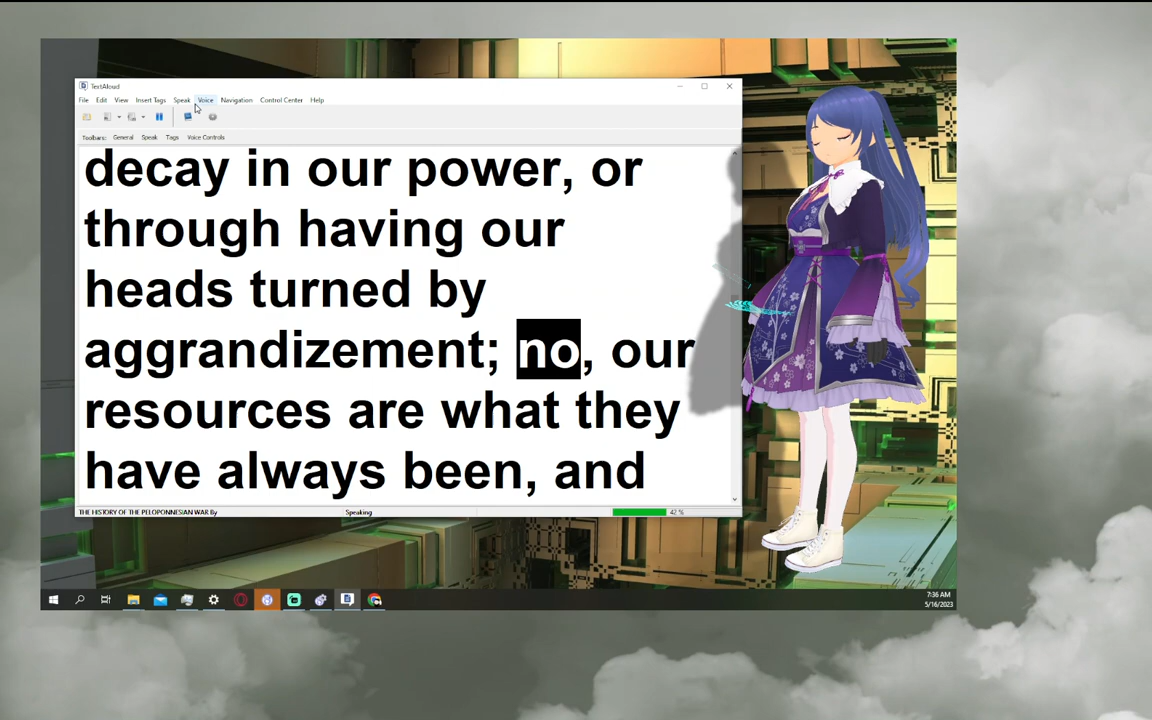 TextAloud
File Edit View Insert Tags Speak Voice Navigation Control Center Help
Toolbars: General Speak Tags Voice Controls
decay in our power, or
through having our
heads turned by
aggrandizement; no, our
resources are what they
have always been, and
THE HISTORY OF THE PELOPONNESIAN WAR By Speaking 42 %
7:36 AM
5/16/2023